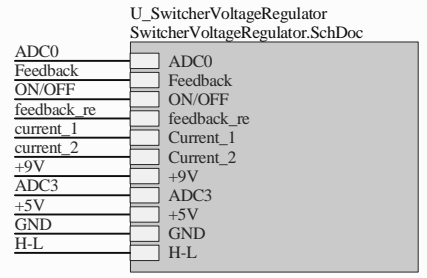 U_SwitcherVoltageRegulator
SwitcherVoltageRegulator.SchDoc
ADC0 ADC0
Feedback Feedback
ON/OFF ON/OFF
feedback_re feedback_re
current_1 Current_1
current_2 Current_2
+9V +9V
ADC3 ADC3
+5V +5V
GND GND
H-L H-L